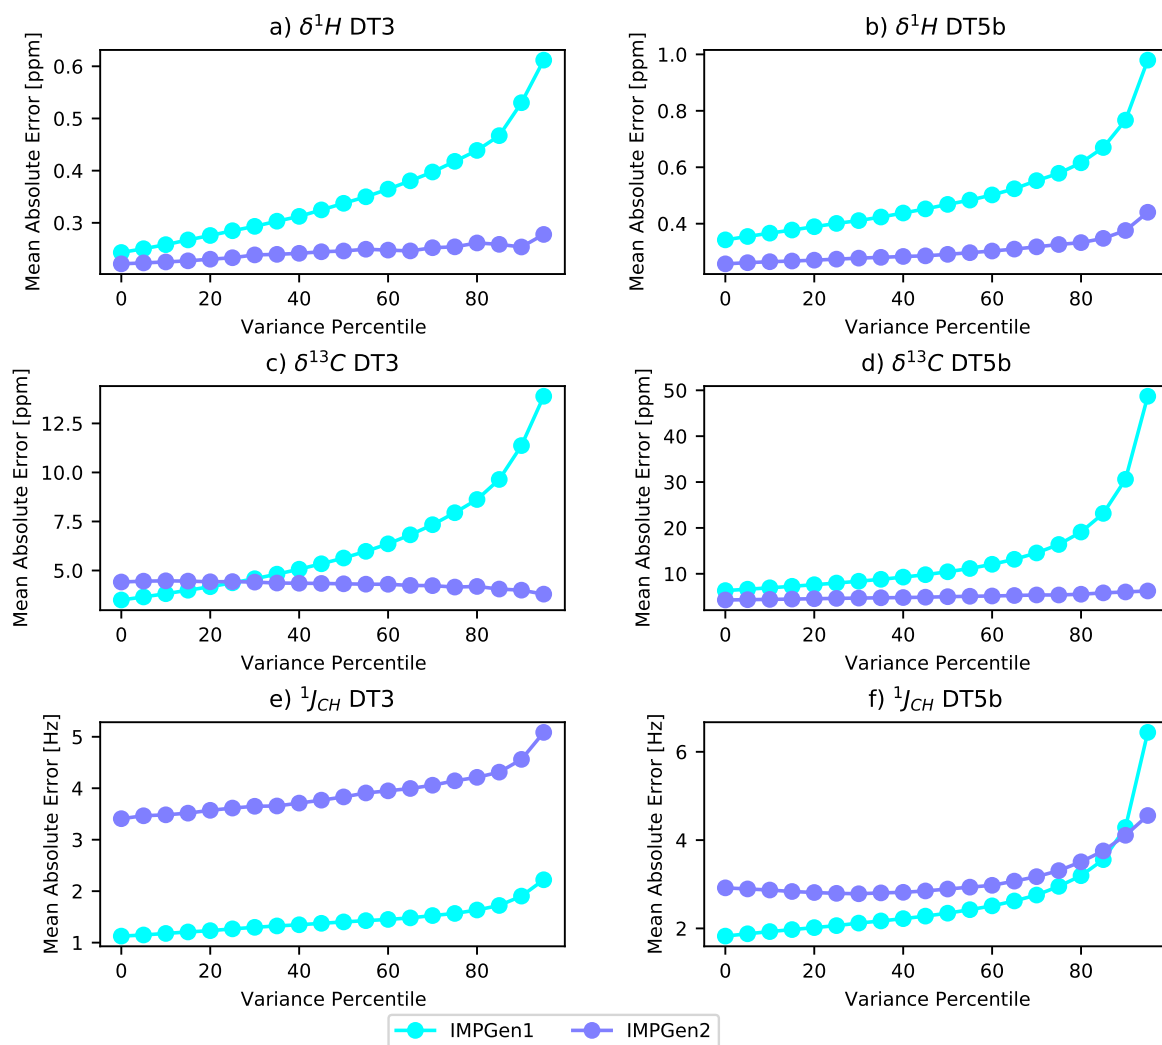 a) δ¹H DT3
Mean Absolute Error [ppm]
0.6
0.5
0.4
0.3
0 20 40 60 80
Variance Percentile
b) δ¹H DT5b
Mean Absolute Error [ppm]
1.0
0.8
0.6
0.4
0 20 40 60 80
Variance Percentile
c) δ¹³C DT3
Mean Absolute Error [ppm]
12.5
10.0
7.5
5.0
0 20 40 60 80
Variance Percentile
d) δ¹³C DT5b
Mean Absolute Error [ppm]
50
40
30
20
10
0 20 40 60 80
Variance Percentile
e) ¹J_CH DT3
Mean Absolute Error [Hz]
5
4
3
2
1
0 20 40 60 80
Variance Percentile
f) ¹J_CH DT5b
Mean Absolute Error [Hz]
6
4
2
0 20 40 60 80
Variance Percentile
IMPGen1 IMPGen2